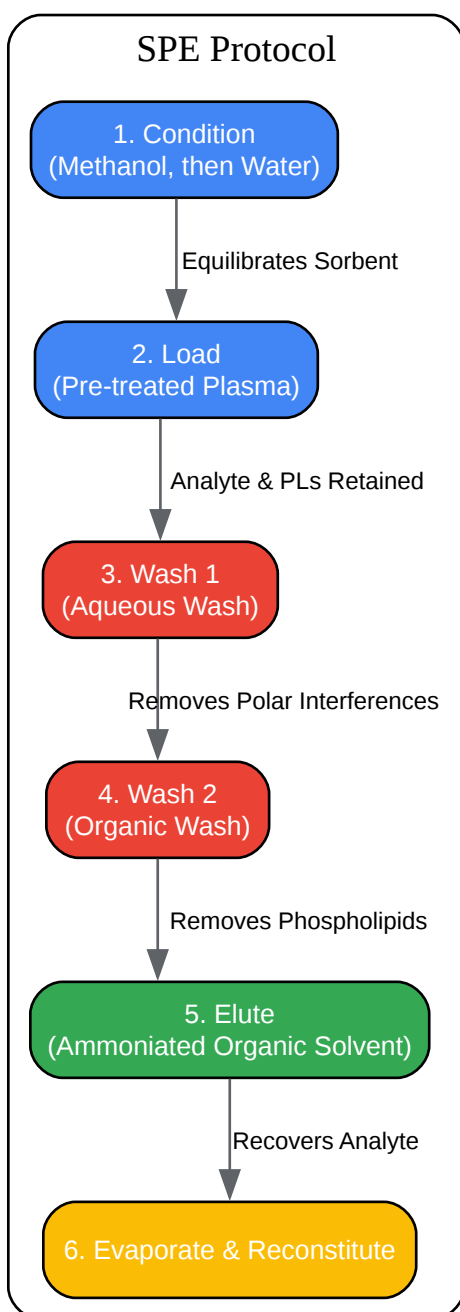 SPE Protocol
1. Condition
(Methanol, then Water)
Equilibrates Sorbent
2. Load
(Pre-treated Plasma)
Analyte & PLs Retained
3. Wash 1
(Aqueous Wash)
Removes Polar Interferences
4. Wash 2
(Organic Wash)
Removes Phospholipids
5. Elute
(Ammoniated Organic Solvent)
Recovers Analyte
6. Evaporate & Reconstitute